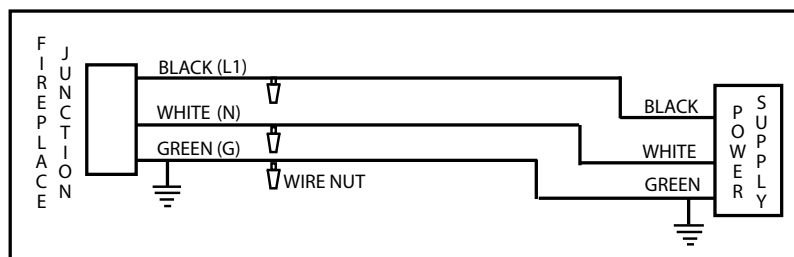 FIREPLACE
JUNCTION
BLACK (L1)
WHITE (N)
GREEN (G)
WIRE NUT
BLACK
WHITE
GREEN
POWER
SUPPLY